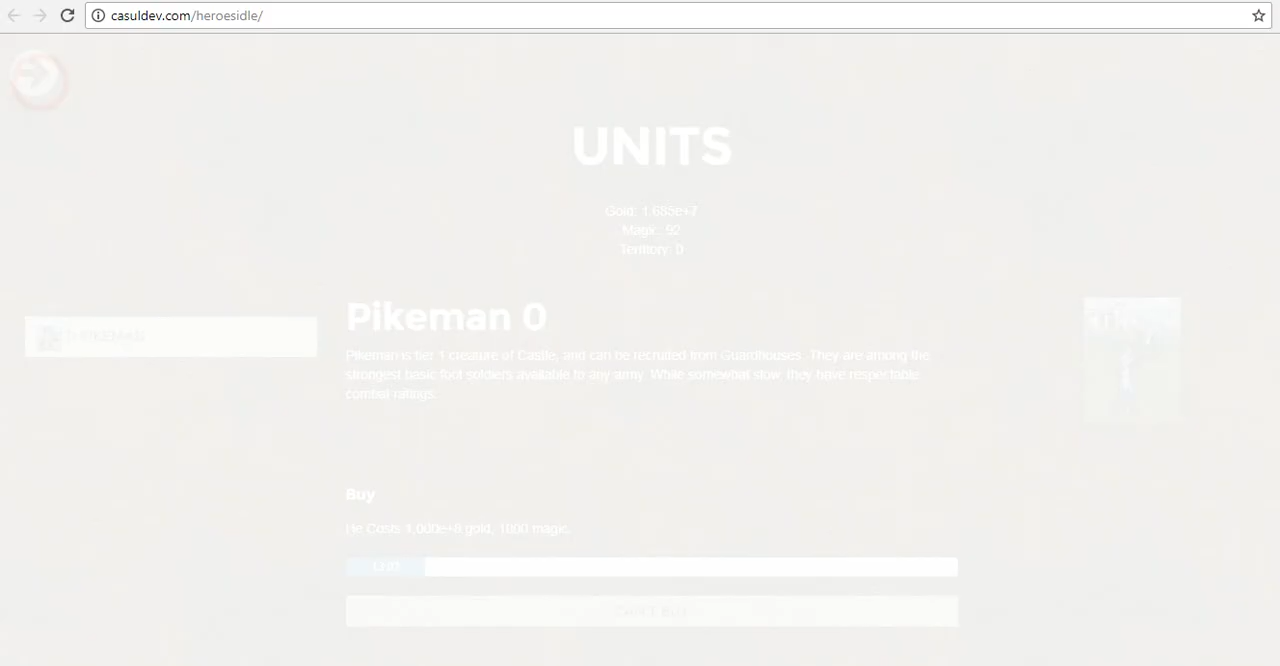 casuldev.com/heroesidle/
UNITS
Gold: 1.685e+7
Magic: 92
Territory: 0
Pikeman 0
PIKEMAN
Pikeman is tier 1 creature of Castle, and can be recruited from Guardhouses. They are among the
strongest basic foot soldiers available to any army. While somewhat slow, they have respectable
combat ratings.
Buy
He Costs 1.000e+8 gold, 1000 magic.
UNIT
CAN'T BUY